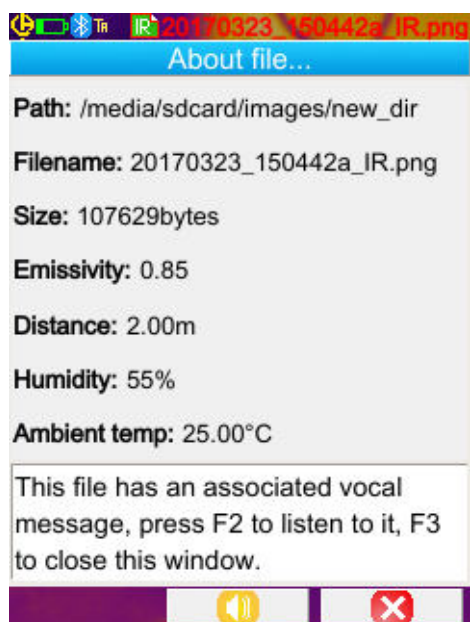 TR IR 20170323_150442a_IR.png
About file...
Path: /media/sdcard/images/new_dir
Filename: 20170323_150442a_IR.png
Size: 107629bytes
Emissivity: 0.85
Distance: 2.00m
Humidity: 55%
Ambient temp: 25.00°C
This file has an associated vocal
message, press F2 to listen to it, F3
to close this window.